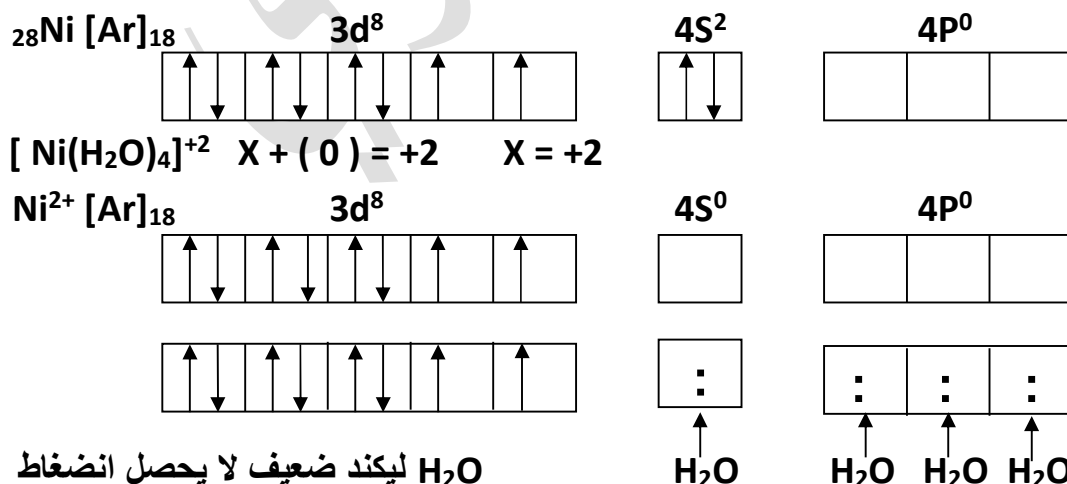 ₂₈Ni [Ar]₁₈ 3d⁸ 4S² 4P⁰
[ Ni(H₂O)₄]⁺² X + ( 0 ) = +2 X = +2
Ni²⁺ [Ar]₁₈ 3d⁸ 4S⁰ 4P⁰
: : : :
H₂O ليكند ضعيف لا يحصل انضغاط H₂O H₂O H₂O H₂O